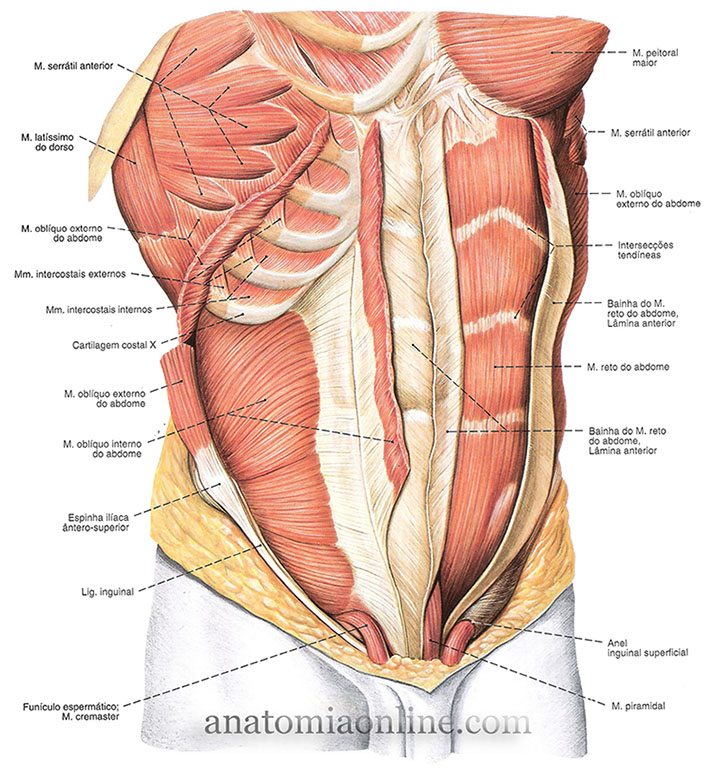 M. serrátil anterior
M. latíssimo
do dorso
M. oblíquo externo
do abdome
Mm. intercostais externos
Mm. intercostais internos
Cartilagem costal X
M. oblíquo externo
do abdome
M. oblíquo interno
do abdome
Espinha ilíaca
ântero-superior
Lig. inguinal
Funículo espermático;
M. cremaster
M. peitoral
maior
M. serrátil anterior
M. oblíquo
externo do abdome
Intersecções
tendíneas
Bainha do M.
reto do abdome,
Lâmina anterior
M. reto do abdome
Bainha do M. reto
do abdome,
Lâmina anterior
Anel
inguinal superficial
M. piramidal
anatomiaonline.com